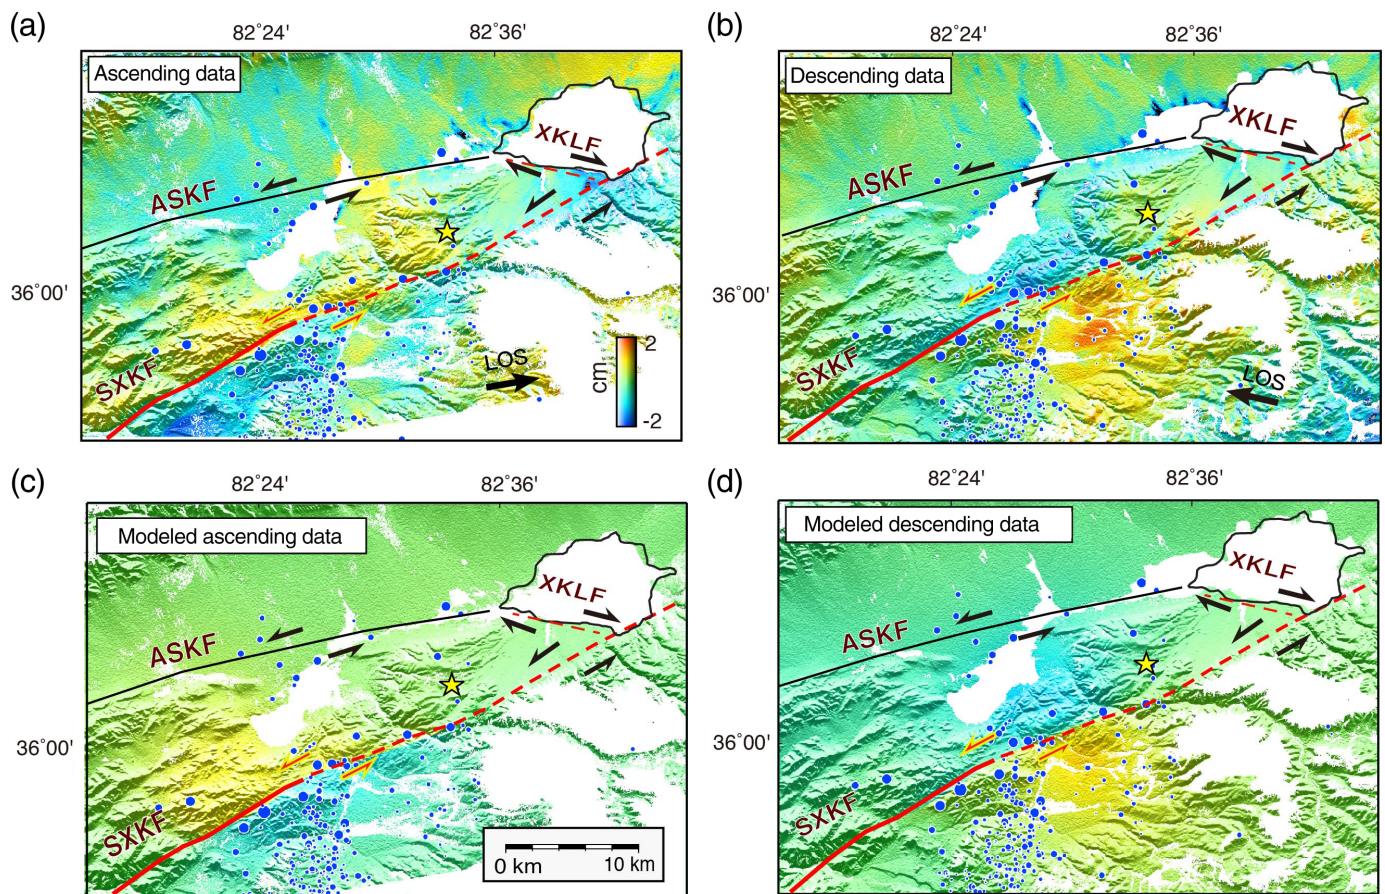 (a)
82°24'
82°36'
Ascending data
XKLF
ASKF
36°00'
SXKF
LOS
cm
2
-2
(b)
82°24'
82°36'
Descending data
XKLF
ASKF
36°00'
SXKF
LOS
(c)
82°24'
82°36'
Modeled ascending data
XKLF
ASKF
36°00'
SXKF
0 km
10 km
(d)
82°24'
82°36'
Modeled descending data
XKLF
ASKF
36°00'
SXKF